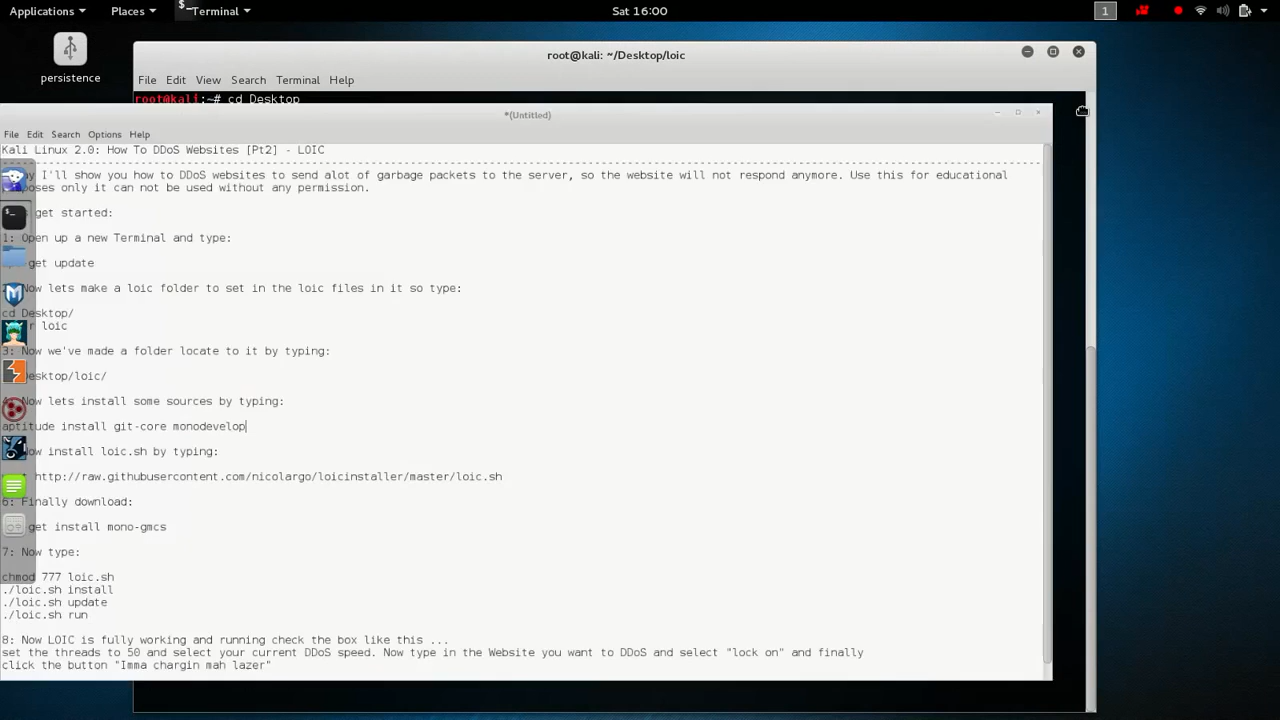 Applications
Places
Terminal
Sat 16:00
1
persistence
root@kali: ~/Desktop/loic
File Edit View Search Terminal Help
root@kali:~# cd Desktop
*(Untitled)
File Edit Search Options Help
Kali Linux 2.0: How To DDoS Websites [Pt2] - LOIC
--------------------------------------------------------------------------------
I'll show you how to DDoS websites to send alot of garbage packets to the server, so the website will not respond anymore. Use this for educational
only it can not be used without any permission.
get started:
1: Open up a new Terminal and type:
get update
Now lets make a loic folder to set in the loic files in it so type:
cd Desktop/
loic
3: Now we've made a folder locate to it by typing:
Desktop/loic/
Now lets install some sources by typing:
aptitude install git-core monodevelop
Now install loic.sh by typing:
http://raw.githubusercontent.com/nicolargo/loicinstaller/master/loic.sh
6: Finally download:
get install mono-gmcs
7: Now type:
chmod 777 loic.sh
./loic.sh install
./loic.sh update
./loic.sh run
8: Now LOIC is fully working and running check the box like this ...
set the threads to 50 and select your current DDoS speed. Now type in the Website you want to DDoS and select "lock on" and finally
click the button "Imma chargin mah lazer"